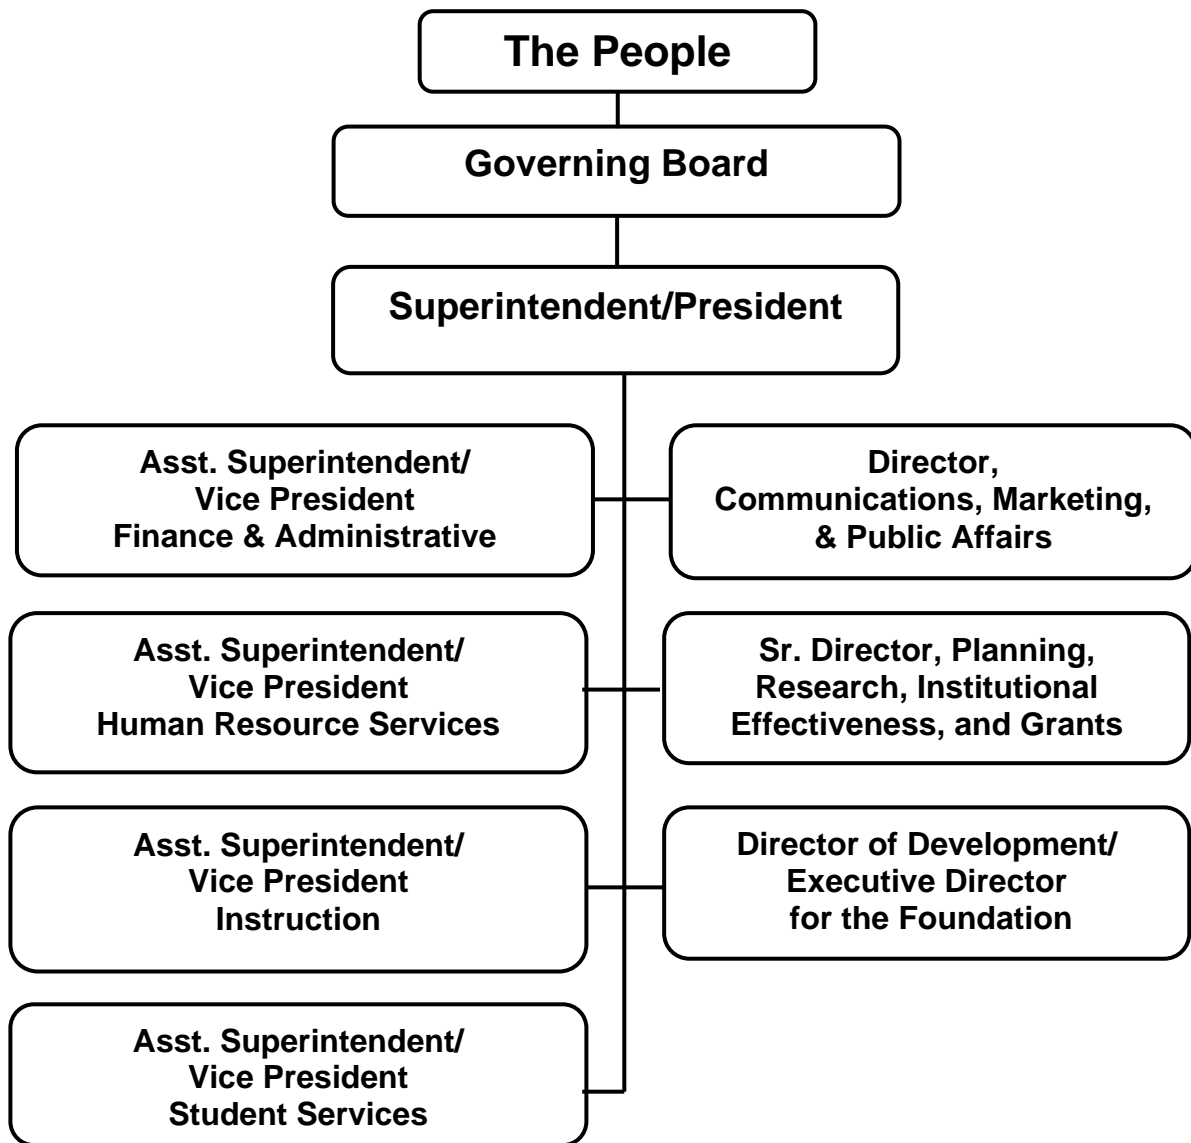 The People
Governing Board
Superintendent/President
Asst. Superintendent/
Vice President
Finance & Administrative
Director,
Communications, Marketing,
& Public Affairs
Asst. Superintendent/
Vice President
Human Resource Services
Sr. Director, Planning,
Research, Institutional
Effectiveness, and Grants
Asst. Superintendent/
Vice President
Instruction
Director of Development/
Executive Director
for the Foundation
Asst. Superintendent/
Vice President
Student Services